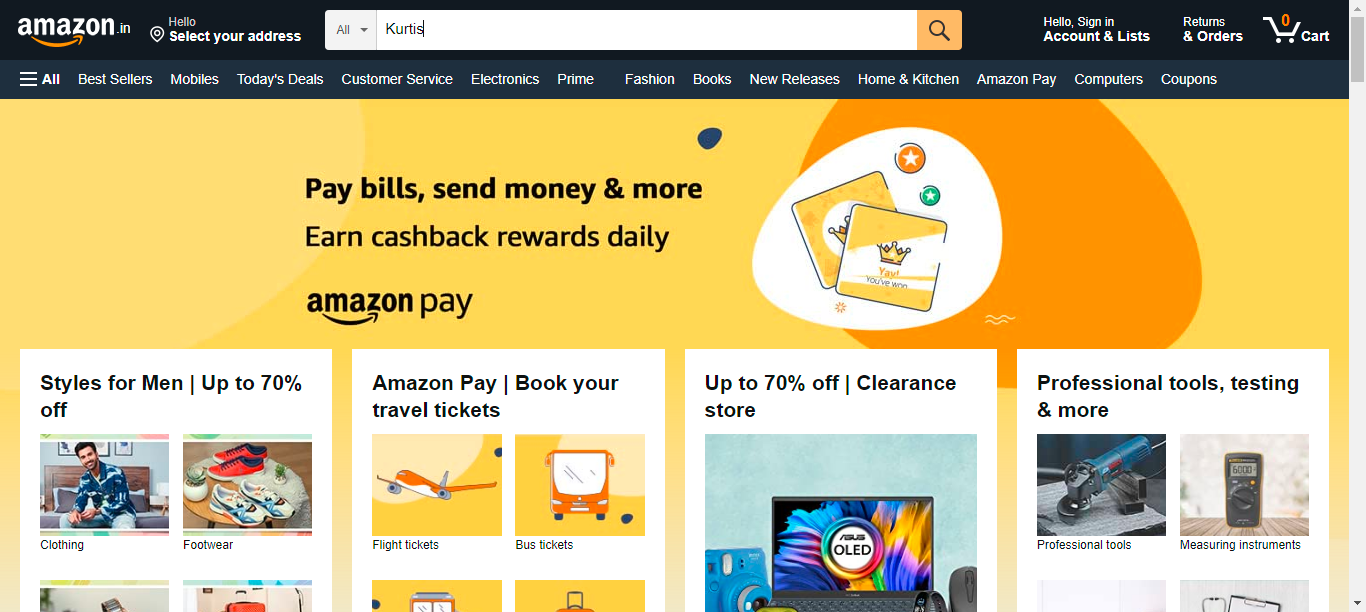 amazon.in
Hello
Select your address
All
Kurtis
Hello, Sign in
Account & Lists
Returns
& Orders
0
Cart
All
Best Sellers
Mobiles
Today's Deals
Customer Service
Electronics
Prime
Fashion
Books
New Releases
Home & Kitchen
Amazon Pay
Computers
Coupons
Pay bills, send money & more
Earn cashback rewards daily
amazon pay
Yay!
You've won
Styles for Men | Up to 70%
off
Clothing
Footwear
Amazon Pay | Book your
travel tickets
Flight tickets
Bus tickets
Up to 70% off | Clearance
store
ASUS
OLED
Professional tools, testing
& more
Professional tools
Measuring instruments